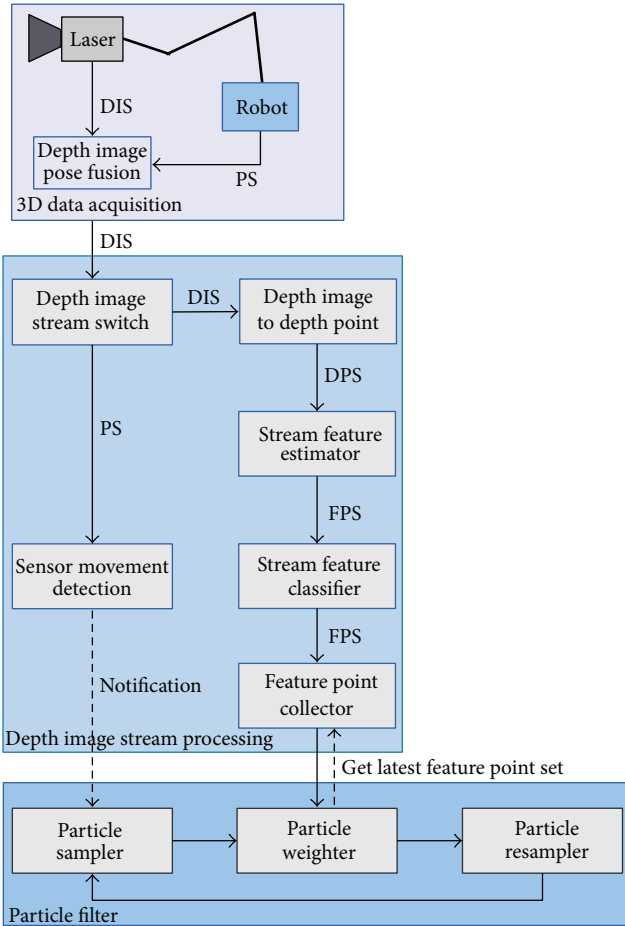 Laser
DIS
Robot
Depth image
pose fusion
PS
3D data acquisition
DIS
Depth image
stream switch
DIS
Depth image
to depth point
DPS
PS
Stream feature
estimator
FPS
Sensor movement
detection
Stream feature
classifier
FPS
Notification
Feature point
collector
Depth image stream processing
Get latest feature point set
Particle
sampler
Particle
weighter
Particle
resampler
Particle filter